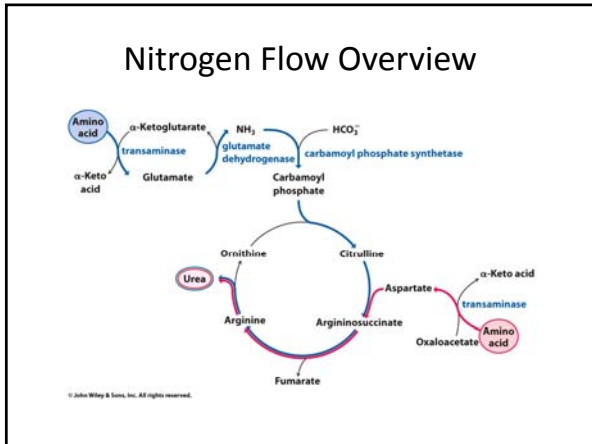 Nitrogen Flow Overview
Amino
acid
α-Ketoglutarate
NH₃
HCO₃⁻
transaminase
glutamate
dehydrogenase
carbamoyl phosphate synthetase
α-Keto
acid
Glutamate
Carbamoyl
phosphate
Ornithine
Citrulline
Urea
Aspartate
α-Keto acid
transaminase
Arginine
Argininosuccinate
Oxaloacetate
Amino
acid
Fumarate
© John Wiley & Sons, Inc. All rights reserved.